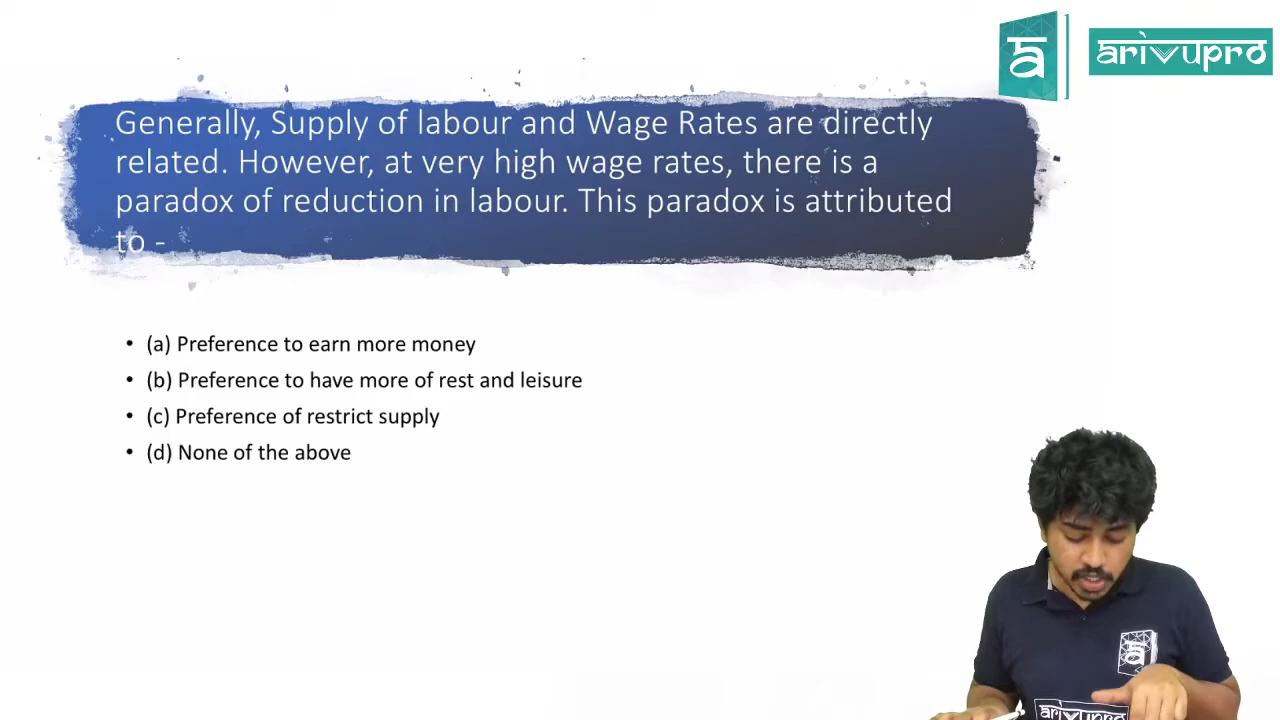 ā
arivupro
Generally, Supply of labour and Wage Rates are directly
related. However, at very high wage rates, there is a
paradox of reduction in labour. This paradox is attributed
to -
• (a) Preference to earn more money
• (b) Preference to have more of rest and leisure
• (c) Preference of restrict supply
• (d) None of the above
ā
arivupro